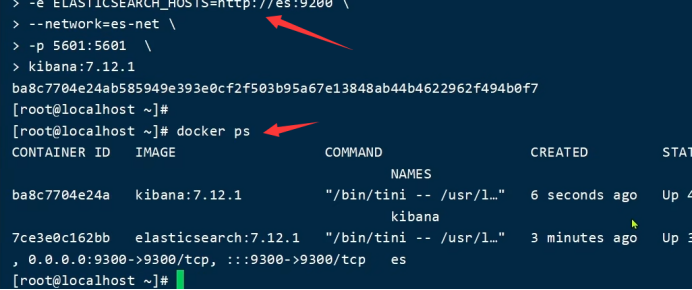 > -e ELASTICSEARCH_HOSTS=http://es:9200 \
> --network=es-net \
> -p 5601:5601  \
> kibana:7.12.1
ba8c7704e24ab585949e393e0cf2f503b95a67e13848ab44b4622962f494b0f7
[root@localhost ~]#
[root@localhost ~]# docker ps
CONTAINER ID   IMAGE                  COMMAND                  CREATED         STAT
NAMES
ba8c7704e24a   kibana:7.12.1          "/bin/tini -- /usr/l…"   6 seconds ago   Up 4
kibana
7ce3e0c162bb   elasticsearch:7.12.1   "/bin/tini -- /usr/l…"   3 minutes ago   Up 3
, 0.0.0.0:9300->9300/tcp, :::9300->9300/tcp   es
[root@localhost ~]#